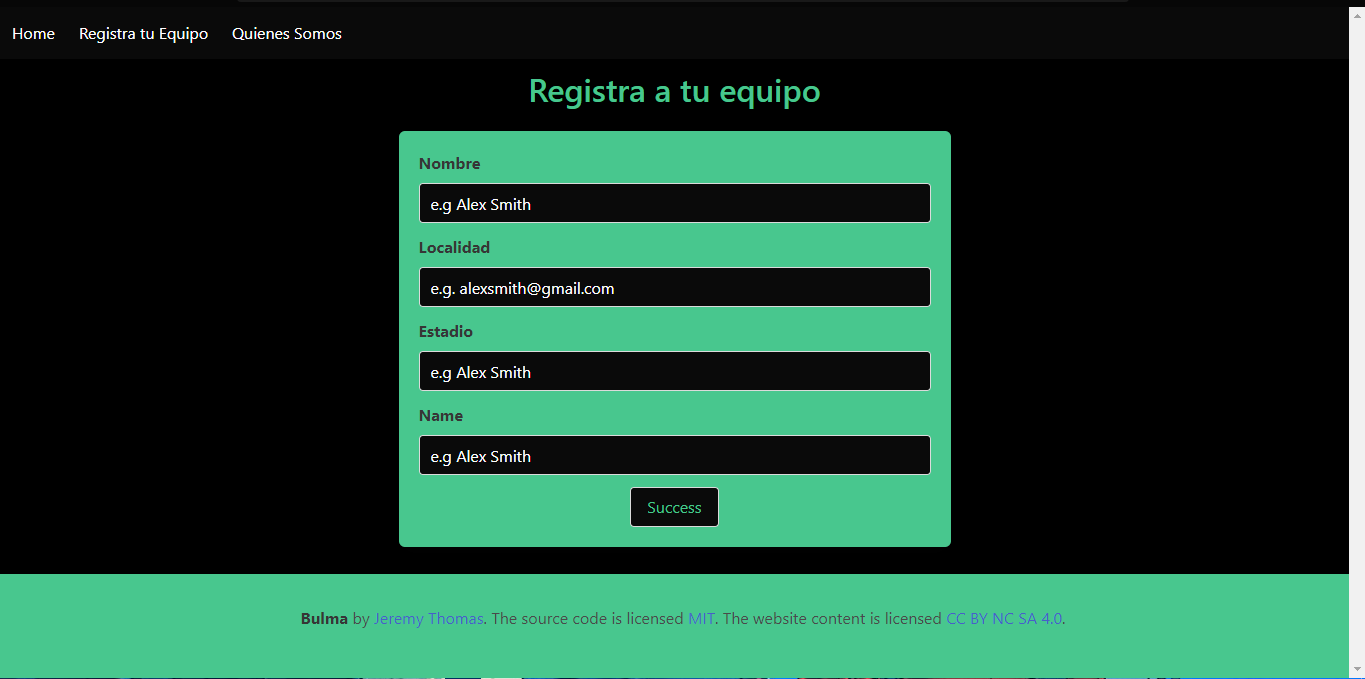 Home Registra tu Equipo Quienes Somos
Registra a tu equipo
Nombre
e.g Alex Smith
Localidad
e.g. alexsmith@gmail.com
Estadio
e.g Alex Smith
Name
e.g Alex Smith
Success
Bulma by Jeremy Thomas. The source code is licensed MIT. The website content is licensed CC BY NC SA 4.0.